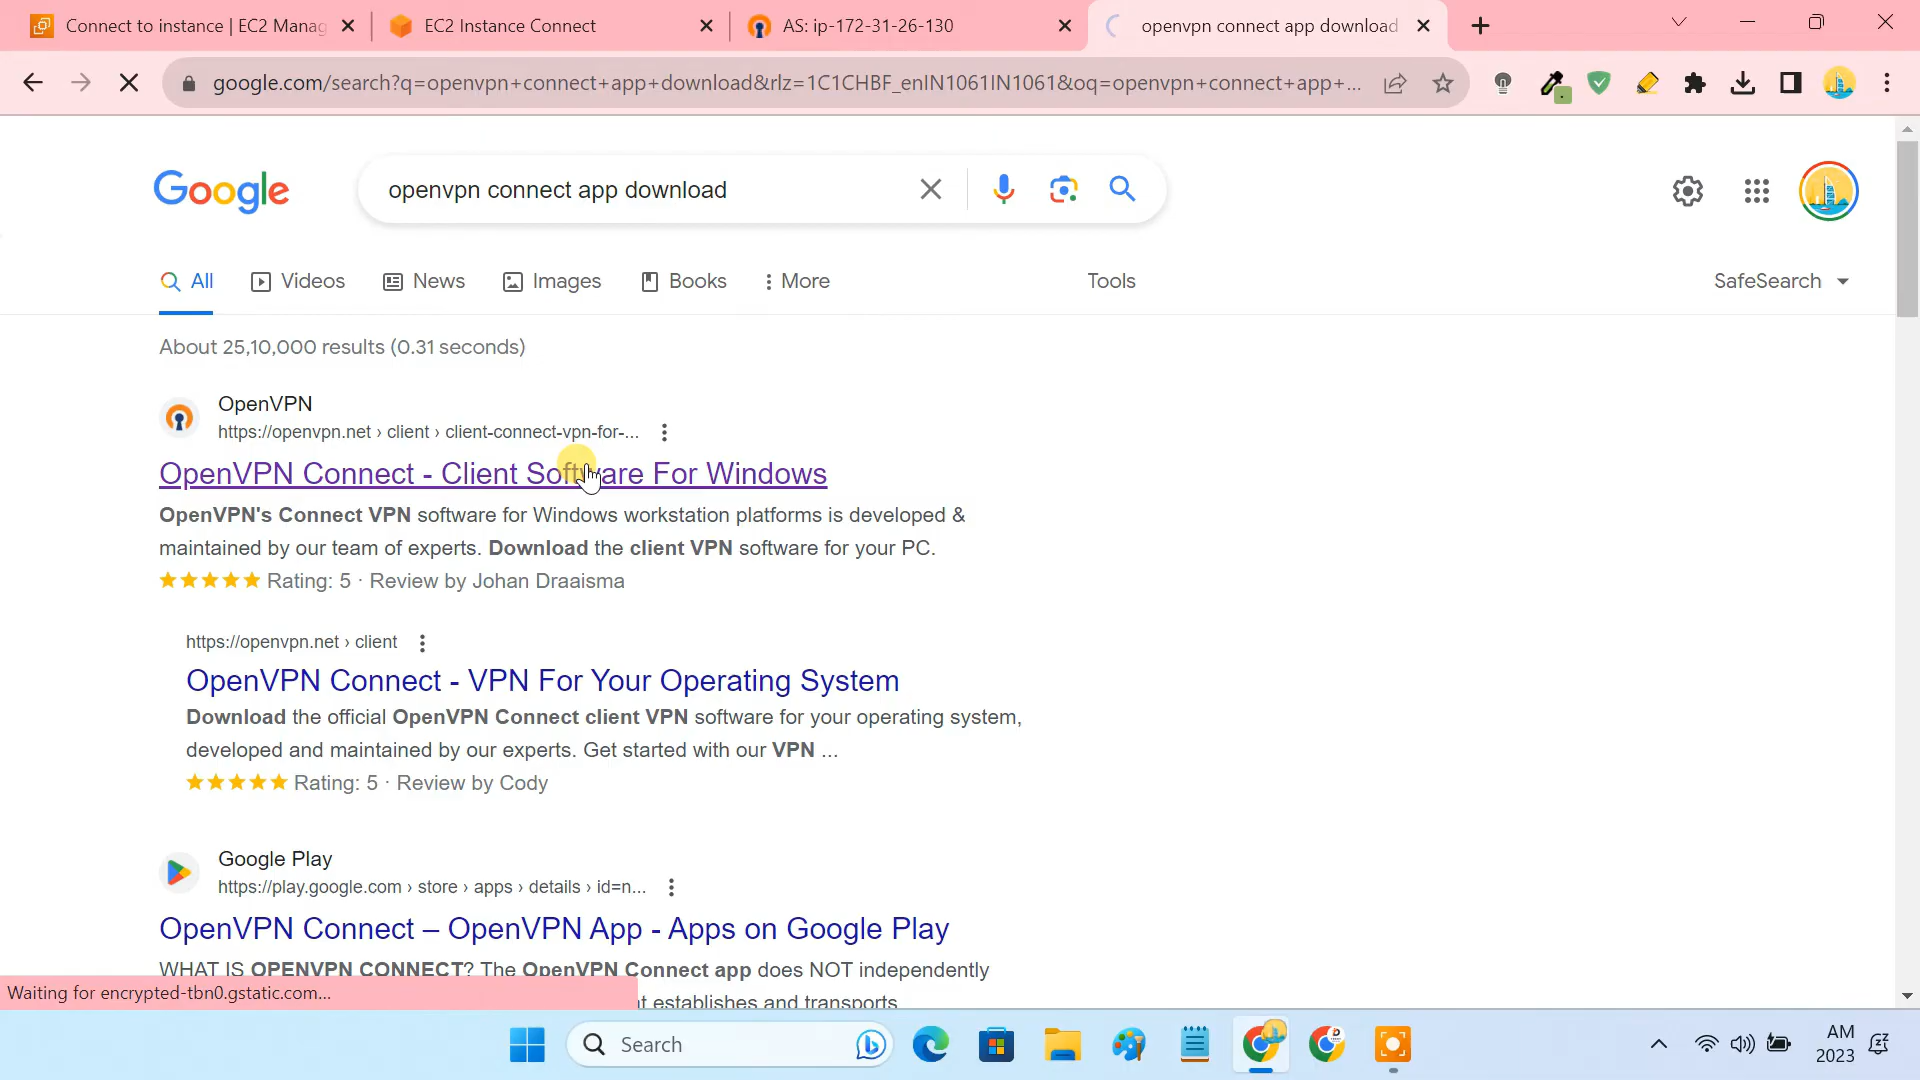 Connect to instance | EC2 Manag
EC2 Instance Connect
AS: ip-172-31-26-130
openvpn connect app download
google.com/search?q=openvpn+connect+app+download&rlz=1C1CHBF_enIN1061IN1061&oq=openvpn+connect+app+...
Google
openvpn connect app download
All
Videos
News
Images
Books
More
Tools
SafeSearch
About 25,10,000 results (0.31 seconds)
OpenVPN
https://openvpn.net › client › client-connect-vpn-for-...
OpenVPN Connect - Client Software For Windows
OpenVPN's Connect VPN software for Windows workstation platforms is developed &
maintained by our team of experts. Download the client VPN software for your PC.
Rating: 5 · Review by Johan Draaisma
https://openvpn.net › client
OpenVPN Connect - VPN For Your Operating System
Download the official OpenVPN Connect client VPN software for your operating system,
developed and maintained by our experts. Get started with our VPN ...
Rating: 5 · Review by Cody
Google Play
https://play.google.com › store › apps › details › id=n...
OpenVPN Connect – OpenVPN App - Apps on Google Play
WHAT IS OPENVPN CONNECT? The OpenVPN Connect app does NOT independently
establishes and transports
Waiting for encrypted-tbn0.gstatic.com...
Search
AM
2023